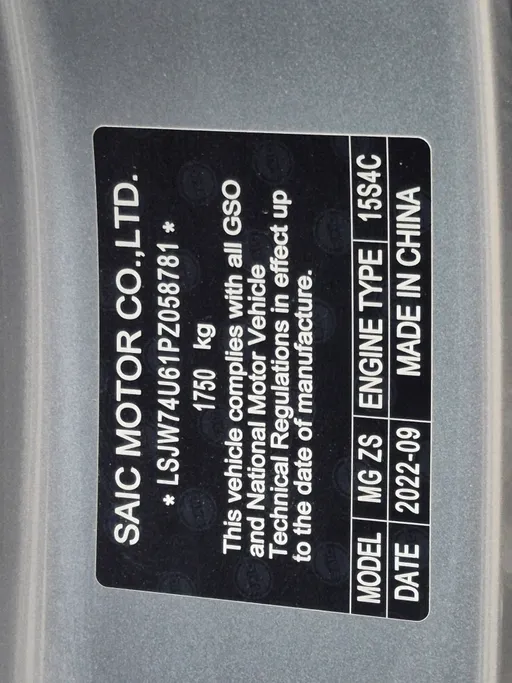 SAIC MOTOR CO.,LTD.
* LSJW74U61PZ058781 *
1750 kg
This vehicle complies with all GSO
and National Motor Vehicle
Technical Regulations in effect up
to the date of manufacture.
MODEL MG ZS ENGINE TYPE 15S4C
DATE 2022-09 MADE IN CHINA